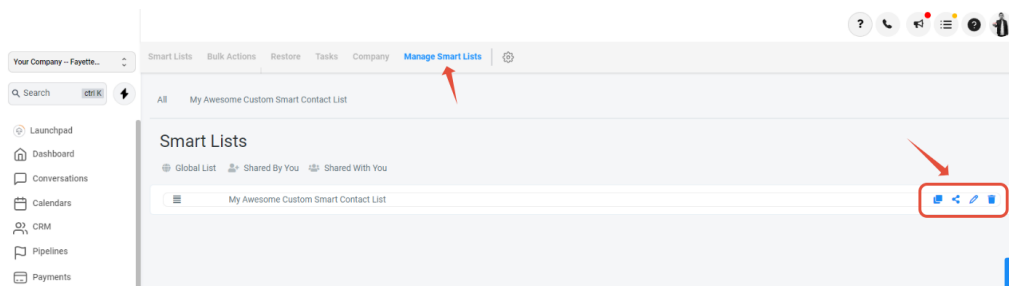 ?
Your Company -- Fayette...
Smart Lists Bulk Actions Restore Tasks Company Manage Smart Lists
Search ctrl K
All My Awesome Custom Smart Contact List
Launchpad
Smart Lists
Dashboard
Global List Shared By You Shared With You
Conversations
My Awesome Custom Smart Contact List
Calendars
CRM
Pipelines
Payments